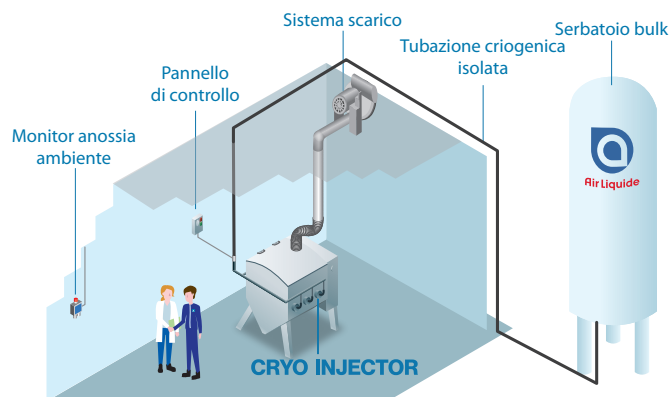 Sistema scarico
Serbatoio bulk
Tubazione criogenica
isolata
Pannello
di controllo
Monitor anossia
ambiente
Air Liquide
CRYO INJECTOR